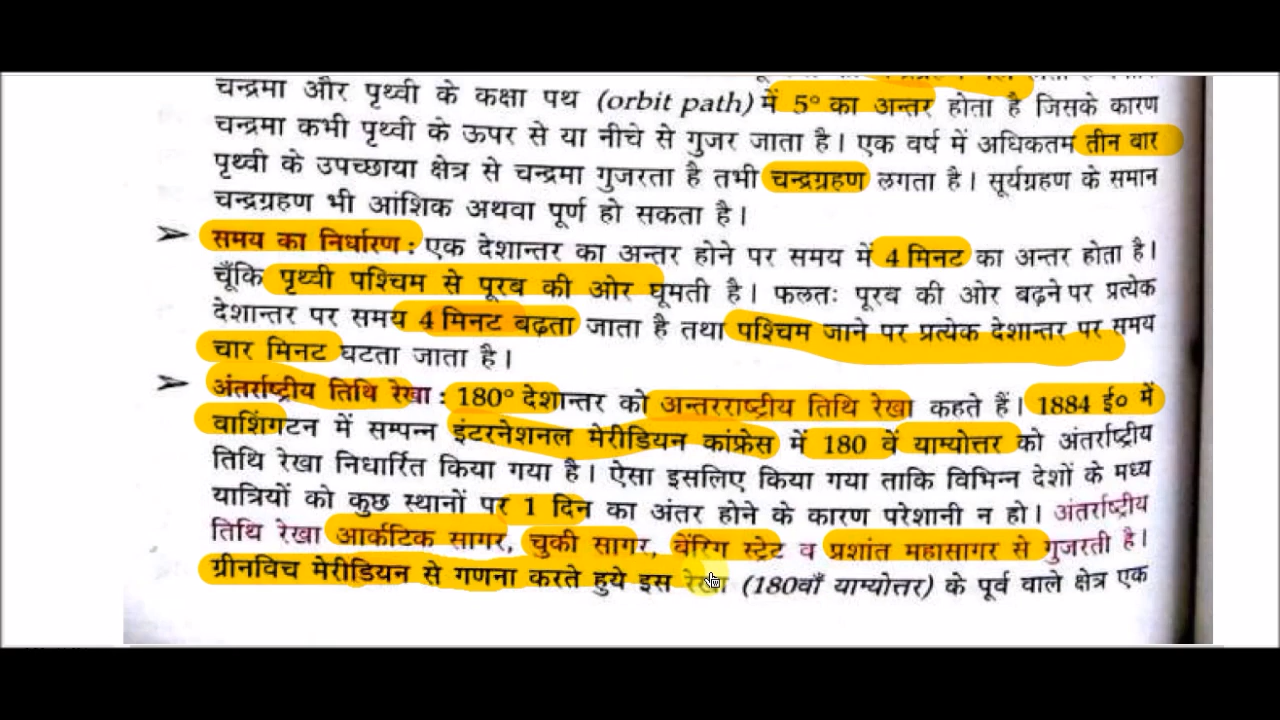 चन्द्रमा और पृथ्वी के कक्षा पथ (orbit path) में 5° का अन्तर होता है जिसके कारण
चन्द्रमा कभी पृथ्वी के ऊपर से या नीचे से गुजर जाता है। एक वर्ष में अधिकतम तीन बार
पृथ्वी के उपच्छाया क्षेत्र से चन्द्रमा गुजरता है तभी चन्द्रग्रहण लगता है। सूर्यग्रहण के समान
चन्द्रग्रहण भी आंशिक अथवा पूर्ण हो सकता है।
➤ समय का निर्धारण : एक देशान्तर का अन्तर होने पर समय में 4 मिनट का अन्तर होता है।
चूँकि पृथ्वी पश्चिम से पूरब की ओर घूमती है। फलतः पूरब की ओर बढ़ने पर प्रत्येक
देशान्तर पर समय 4 मिनट बढ़ता जाता है तथा पश्चिम जाने पर प्रत्येक देशान्तर पर समय
चार मिनट घटता जाता है।
➤ अंतर्राष्ट्रीय तिथि रेखा : 180° देशान्तर को अन्तरराष्ट्रीय तिथि रेखा कहते हैं। 1884 ई० में
वाशिंगटन में सम्पन्न इंटरनेशनल मेरीडियन कांफ्रेस में 180 वें याम्योत्तर को अंतर्राष्ट्रीय
तिथि रेखा निर्धारित किया गया है। ऐसा इसलिए किया गया ताकि विभिन्न देशों के मध्य
यात्रियों को कुछ स्थानों पर 1 दिन का अंतर होने के कारण परेशानी न हो। अंतर्राष्ट्रीय
तिथि रेखा आर्कटिक सागर, चुकी सागर, बेंरिग स्ट्रेट व प्रशांत महासागर से गुजरती है।
ग्रीनविच मेरीडियन से गणना करते हुये इस रेखा (180वाँ याम्योत्तर) के पूर्व वाले क्षेत्र एक